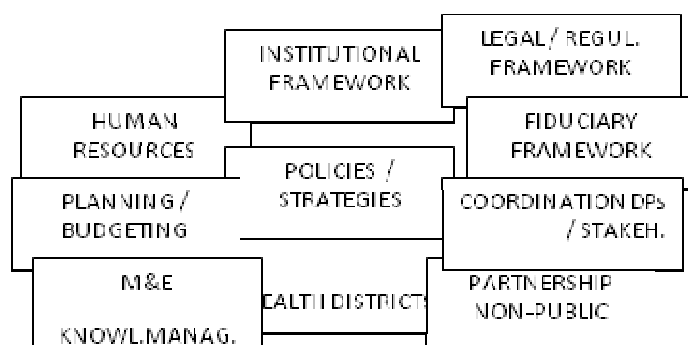 INSTITUTIONAL
FRAMEWORK
LEGAL / REGUL.
FRAMEWORK
HUMAN
RESOURCES
FIDUCIARY
FRAMEWORK
POLICIES /
STRATEGIES
PLANNING /
BUDGETING
COORDINATION DPs
/ STAKEH.
M&E
KNOWL.MANAG.
EALTH DISTRICTS
PARTNERSHIP
NON-PUBLIC